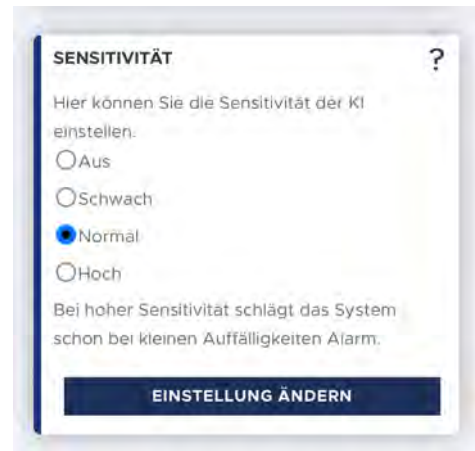 SENSITIVITÄT ?
Hier können Sie die Sensitivität der KI
einstellen.
Aus
Schwach
Normal
Hoch
Bei hoher Sensitivität schlägt das System
schon bei kleinen Auffälligkeiten Alarm.
EINSTELLUNG ÄNDERN